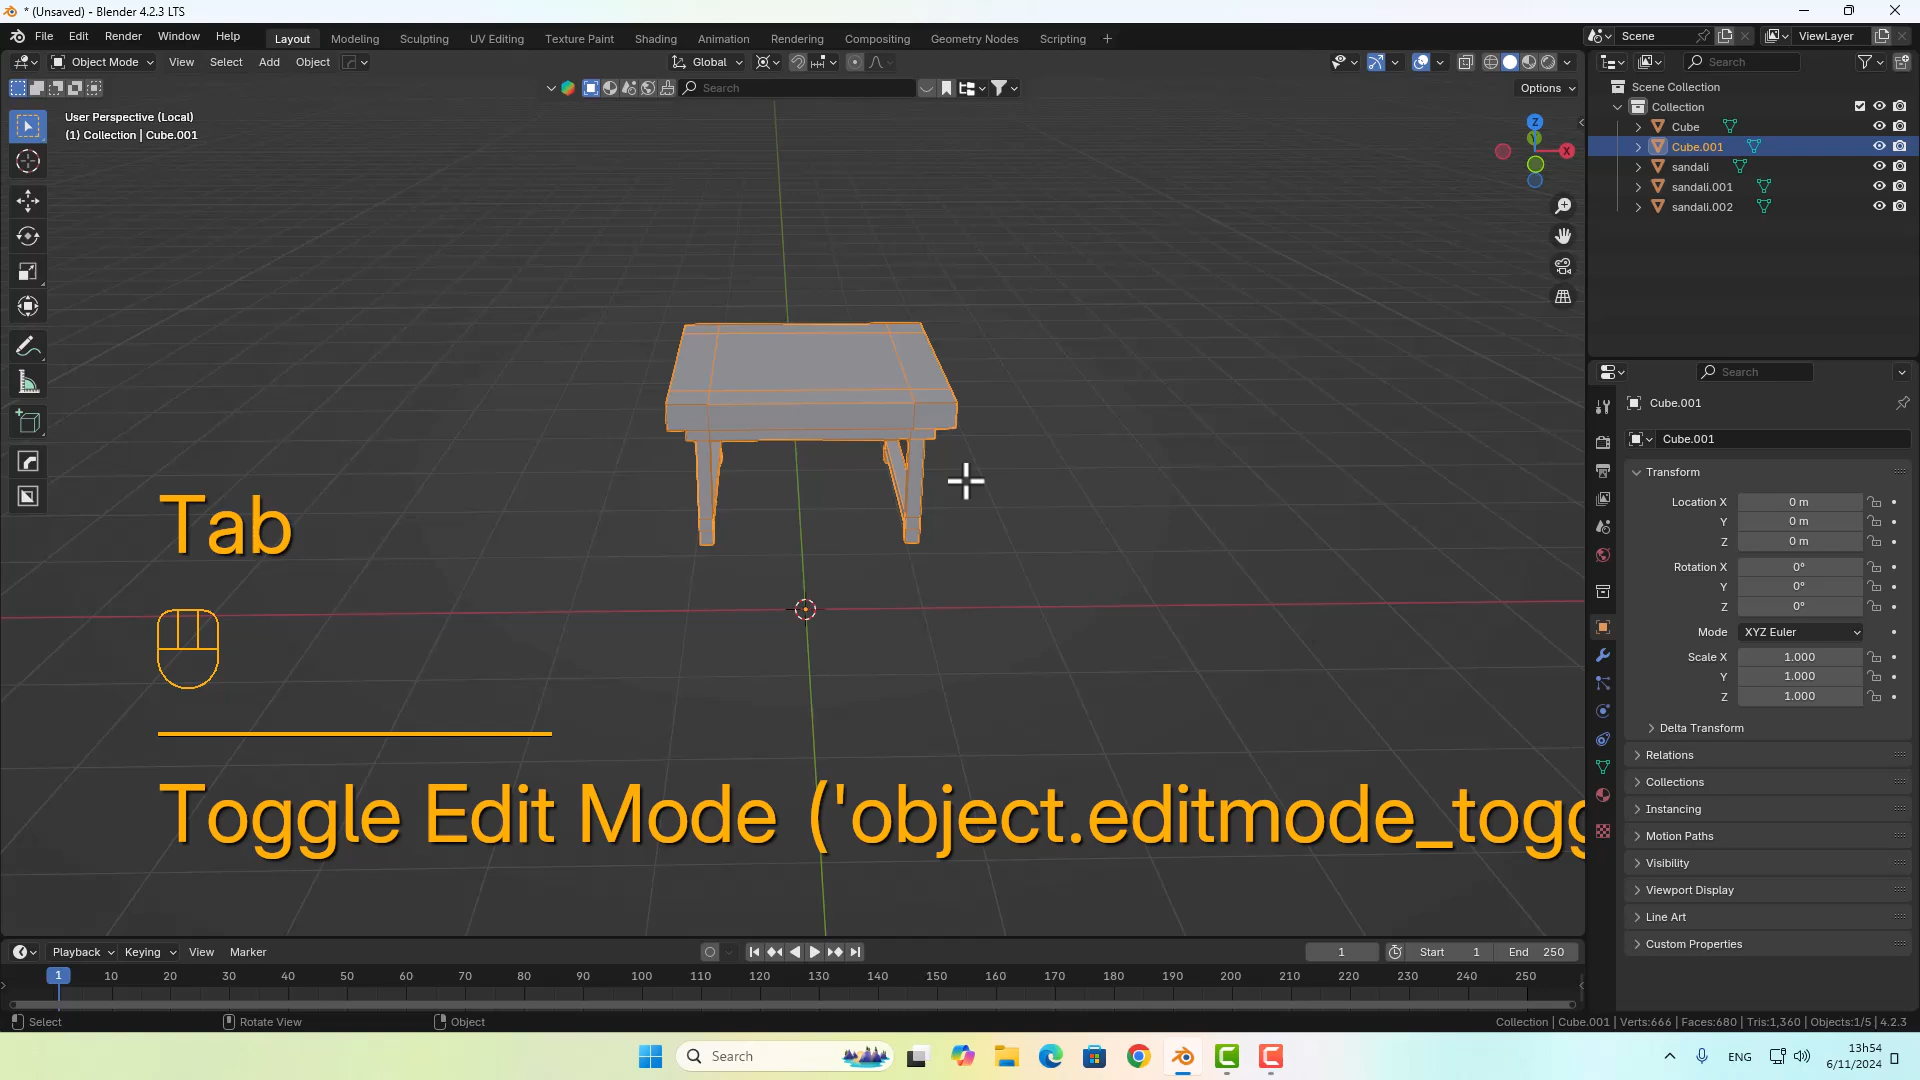 * (Unsaved) - Blender 4.2.3 LTS
File Edit Render Window Help
Layout Modeling Sculpting UV Editing Texture Paint Shading Animation Rendering Compositing Geometry Nodes Scripting +
Scene
ViewLayer
Object Mode View Select Add Object
Global
Search
Search
Options
User Perspective (Local)
(1) Collection | Cube.001
Z
X
Scene Collection
Collection
Cube
Cube.001
sandali
sandali.001
sandali.002
Search
Cube.001
Cube.001
Transform
Location X 0 m
Y 0 m
Z 0 m
Rotation X 0°
Y 0°
Z 0°
Mode XYZ Euler
Scale X 1.000
Y 1.000
Z 1.000
Delta Transform
Relations
Collections
Instancing
Motion Paths
Visibility
Viewport Display
Line Art
Custom Properties
Tab
Toggle Edit Mode ('object.editmode_togg
Playback Keying View Marker
1
Start 1 End 250
1 10 20 30 40 50 60 70 80 90 100 110 120 130 140 150 160 170 180 190 200 210 220 230 240 250
Select Rotate View Object
Collection | Cube.001 | Verts:666 | Faces:680 | Tris:1,360 | Objects:1/5 | 4.2.3
Search
ENG
13h54
6/11/2024